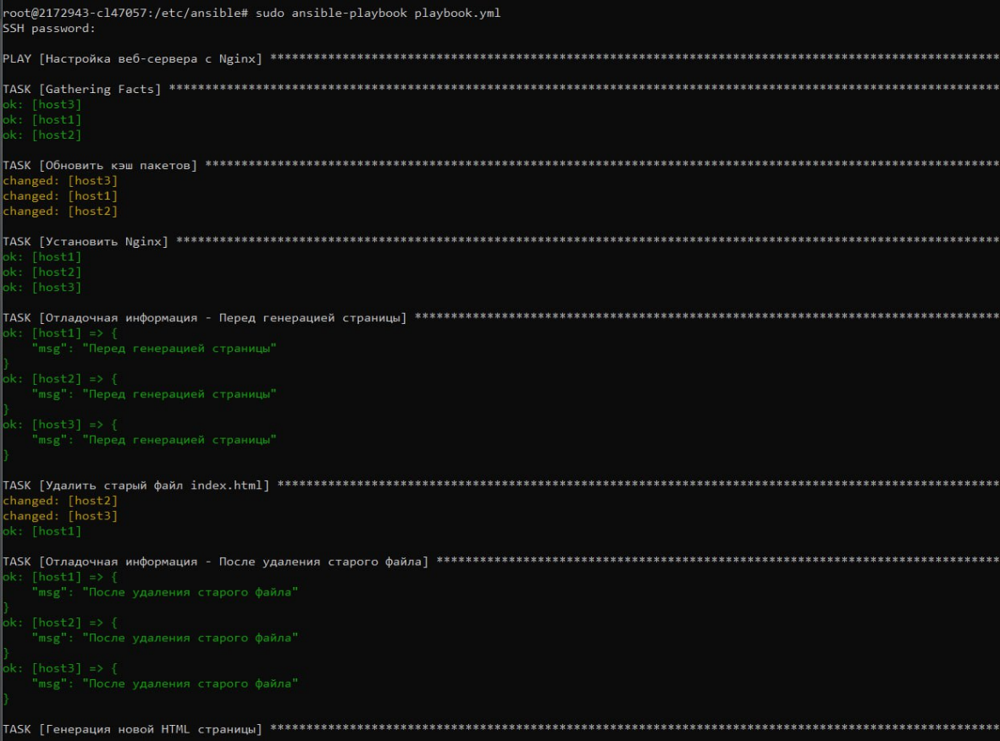 root@2172943-cl47057:/etc/ansible# sudo ansible-playbook playbook.yml
SSH password:
PLAY [Настройка веб-сервера с Nginx] ****************************************************************************************************
TASK [Gathering Facts] ******************************************************************************************************************
ok: [host3]
ok: [host1]
ok: [host2]
TASK [Обновить кэш пакетов] *************************************************************************************************************
changed: [host3]
changed: [host1]
changed: [host2]
TASK [Установить Nginx] *****************************************************************************************************************
ok: [host1]
ok: [host2]
ok: [host3]
TASK [Отладочная информация - Перед генерацией страницы] ********************************************************************************
ok: [host1] => {
    "msg": "Перед генерацией страницы"
}
ok: [host2] => {
    "msg": "Перед генерацией страницы"
}
ok: [host3] => {
    "msg": "Перед генерацией страницы"
}
TASK [Удалить старый файл index.html] ***************************************************************************************************
changed: [host2]
changed: [host3]
ok: [host1]
TASK [Отладочная информация - После удаления старого файла] *****************************************************************************
ok: [host1] => {
    "msg": "После удаления старого файла"
}
ok: [host2] => {
    "msg": "После удаления старого файла"
}
ok: [host3] => {
    "msg": "После удаления старого файла"
}
TASK [Генерация новой HTML страницы] ****************************************************************************************************